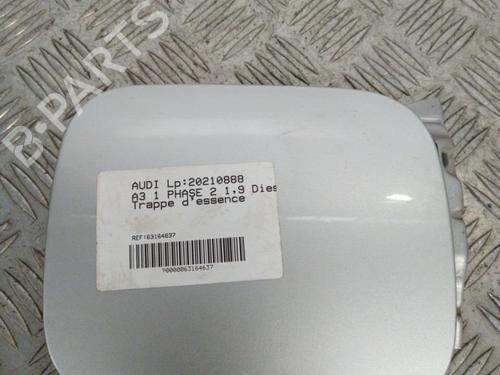 B-PARTS
AUDI Lp:20210888
A3 1 PHASE 2 1,9 Dies
Trappe d'essence
REF:63164637
?0000063164637